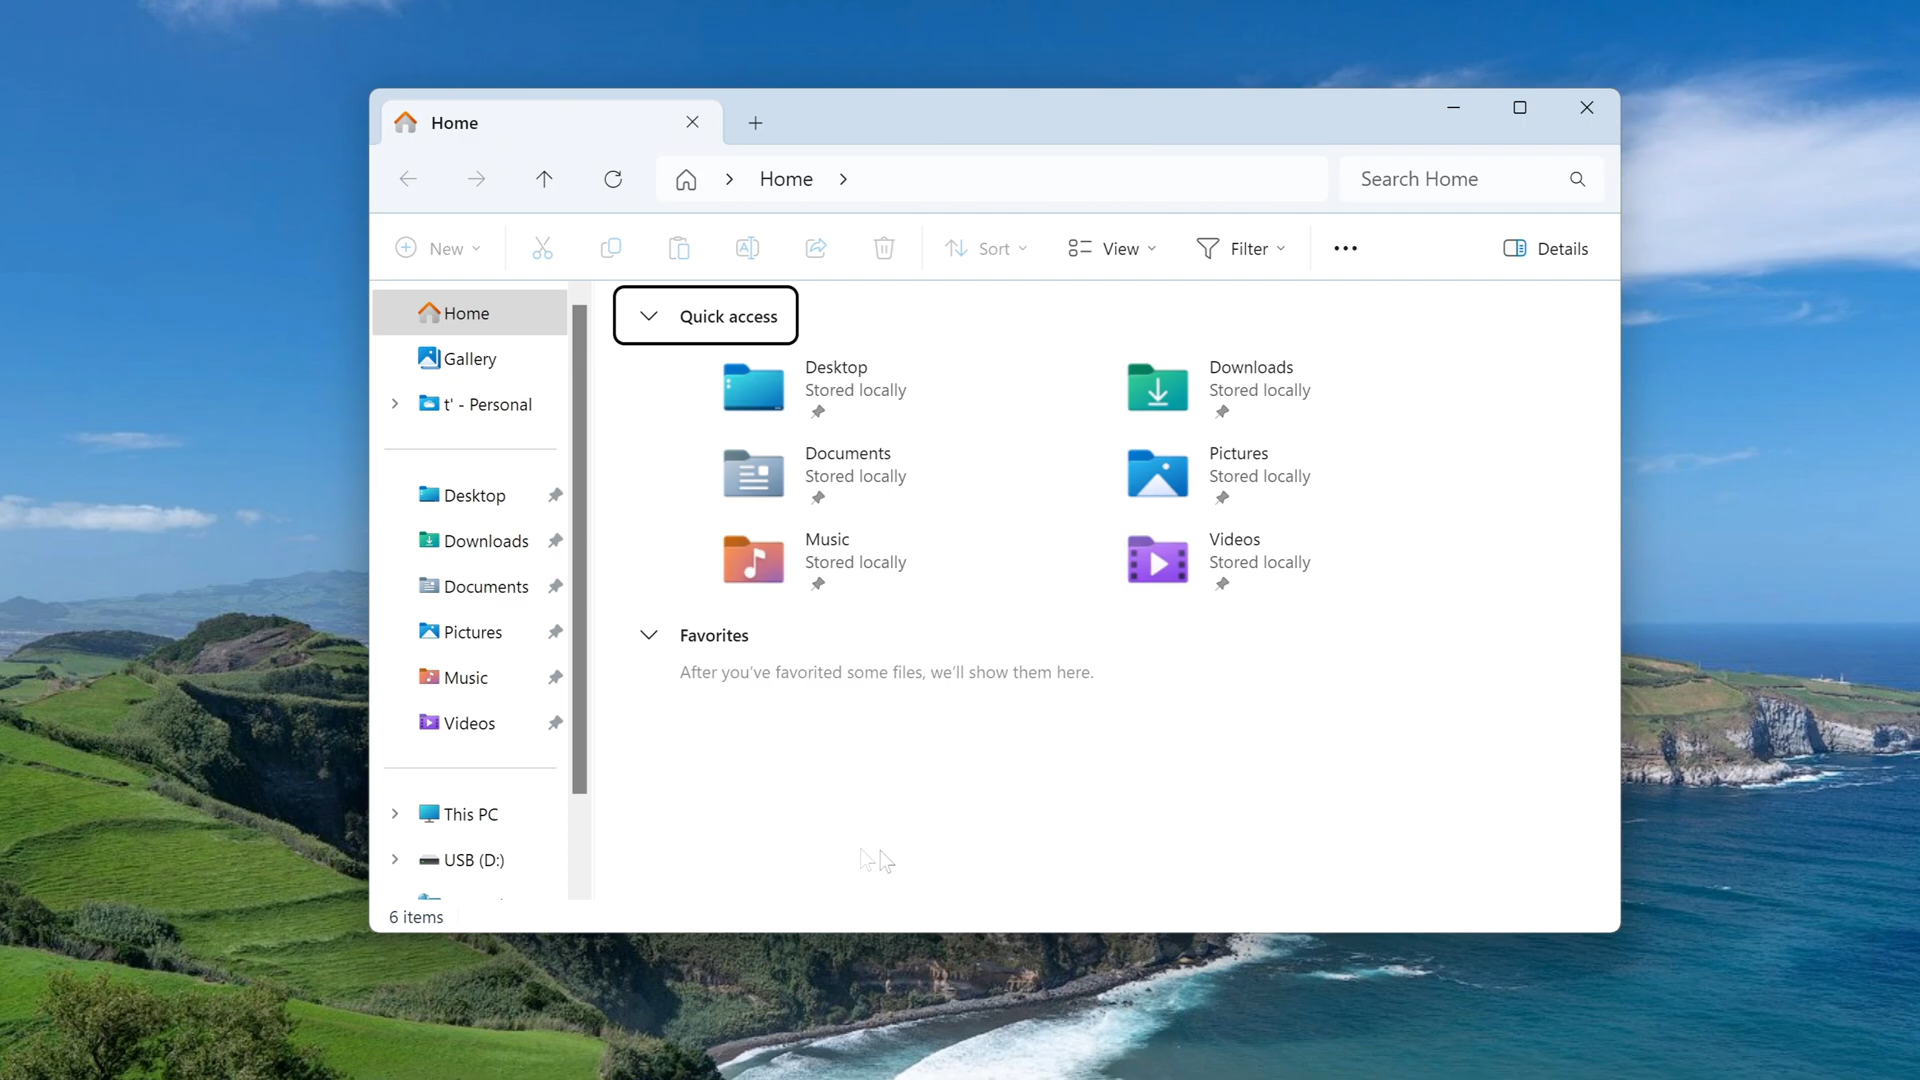 Home
Home
Search Home
New
Sort
View
Filter
Details
Home
Gallery
t' - Personal
Desktop
Downloads
Documents
Pictures
Music
Videos
This PC
USB (D:)
6 items
Quick access
Desktop
Stored locally
Downloads
Stored locally
Documents
Stored locally
Pictures
Stored locally
Music
Stored locally
Videos
Stored locally
Favorites
After you've favorited some files, we'll show them here.